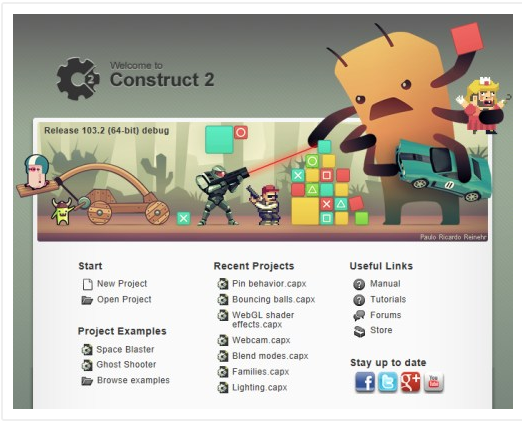 Welcome to
Construct 2
Release 103.2 (64-bit) debug
Paulo Ricardo Reinehr
Start
New Project
Open Project
Project Examples
Space Blaster
Ghost Shooter
Browse examples
Recent Projects
Pin behavior.capx
Bouncing balls.capx
WebGL shader
effects.capx
Webcam.capx
Blend modes.capx
Families.capx
Lighting.capx
Useful Links
Manual
Tutorials
Forums
Store
Stay up to date